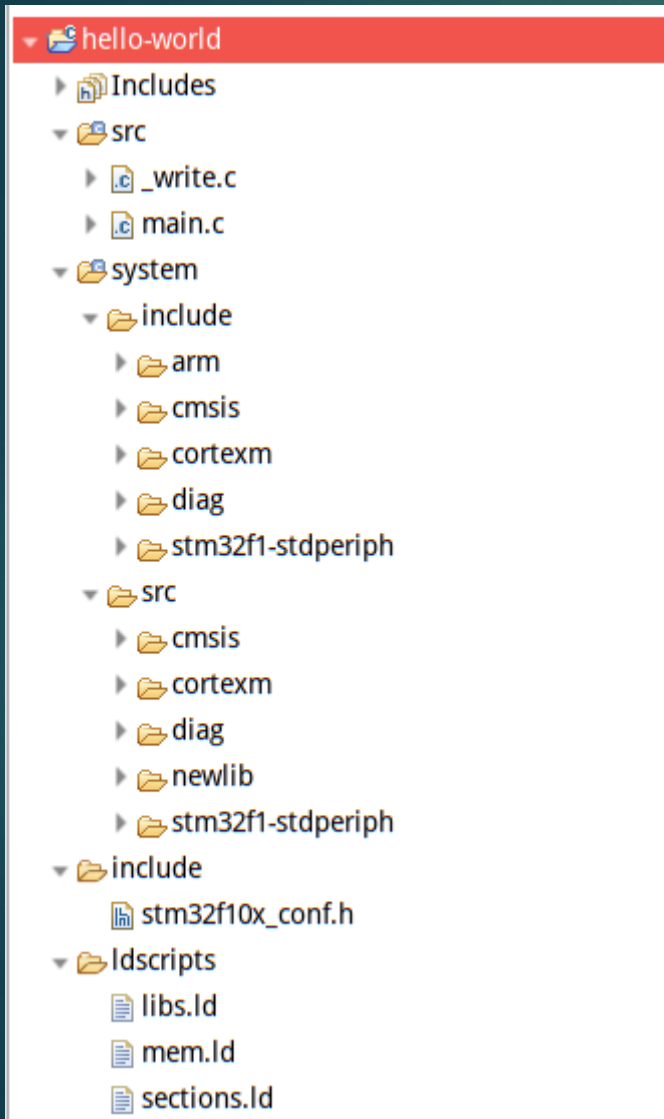 hello-world
Includes
src
_write.c
main.c
system
include
arm
cmsis
cortexm
diag
stm32f1-stdperiph
src
cmsis
cortexm
diag
newlib
stm32f1-stdperiph
include
stm32f10x_conf.h
ldscripts
libs.ld
mem.ld
sections.ld